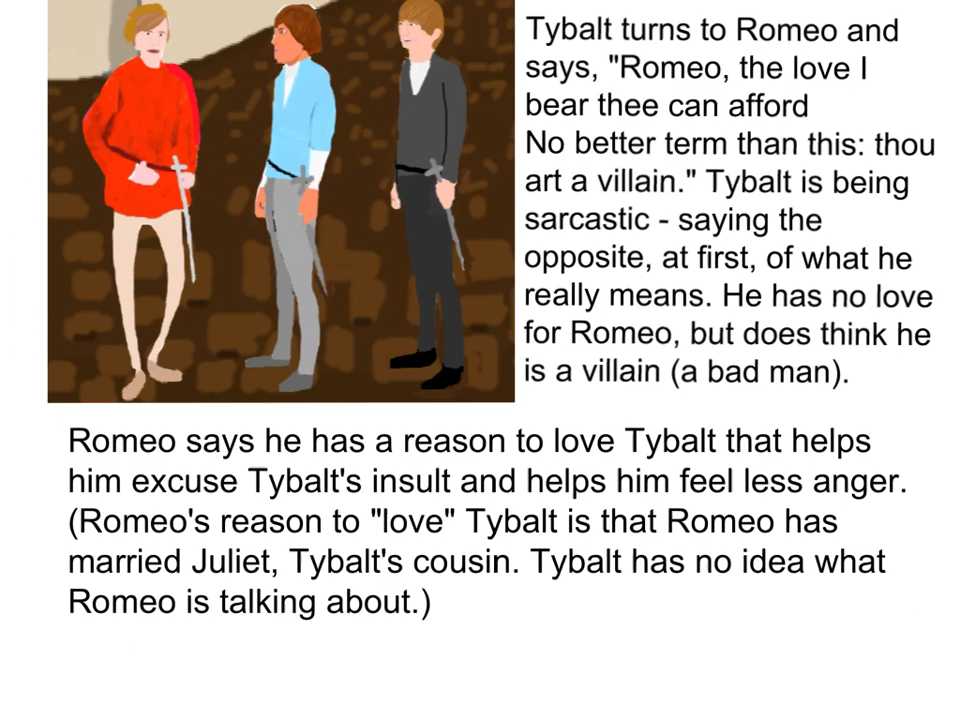 Tybalt turns to Romeo and
says, "Romeo, the love I
bear thee can afford
No better term than this: thou
art a villain." Tybalt is being
sarcastic - saying the
opposite, at first, of what he
really means. He has no love
for Romeo, but does think he
is a villain (a bad man).
Romeo says he has a reason to love Tybalt that helps
him excuse Tybalt's insult and helps him feel less anger.
(Romeo's reason to "love" Tybalt is that Romeo has
married Juliet, Tybalt's cousin. Tybalt has no idea what
Romeo is talking about.)